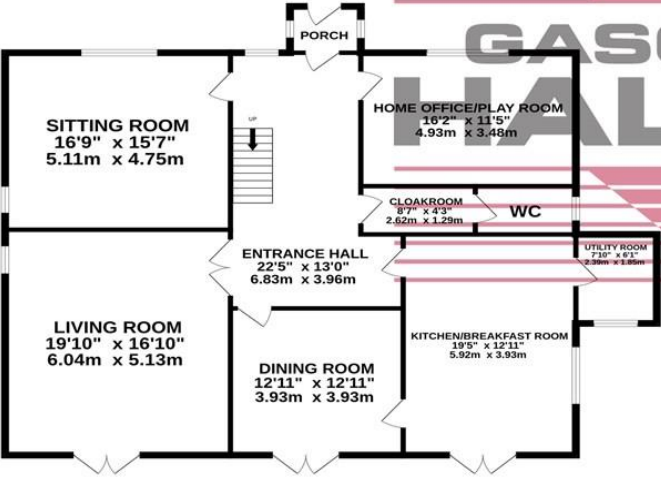 PORCH
GASC
HAL
SITTING ROOM
16'9" x 15'7"
5.11m x 4.75m
UP
HOME OFFICE/PLAY ROOM
16'2" x 11'5"
4.93m x 3.48m
CLOAKROOM
8'7" x 4'3"
2.62m x 1.29m
WC
ENTRANCE HALL
22'5" x 13'0"
6.83m x 3.96m
UTILITY ROOM
7'10" x 6'1"
2.39m x 1.85m
LIVING ROOM
19'10" x 16'10"
6.04m x 5.13m
DINING ROOM
12'11" x 12'11"
3.93m x 3.93m
KITCHEN/BREAKFAST ROOM
19'5" x 12'11"
5.92m x 3.93m